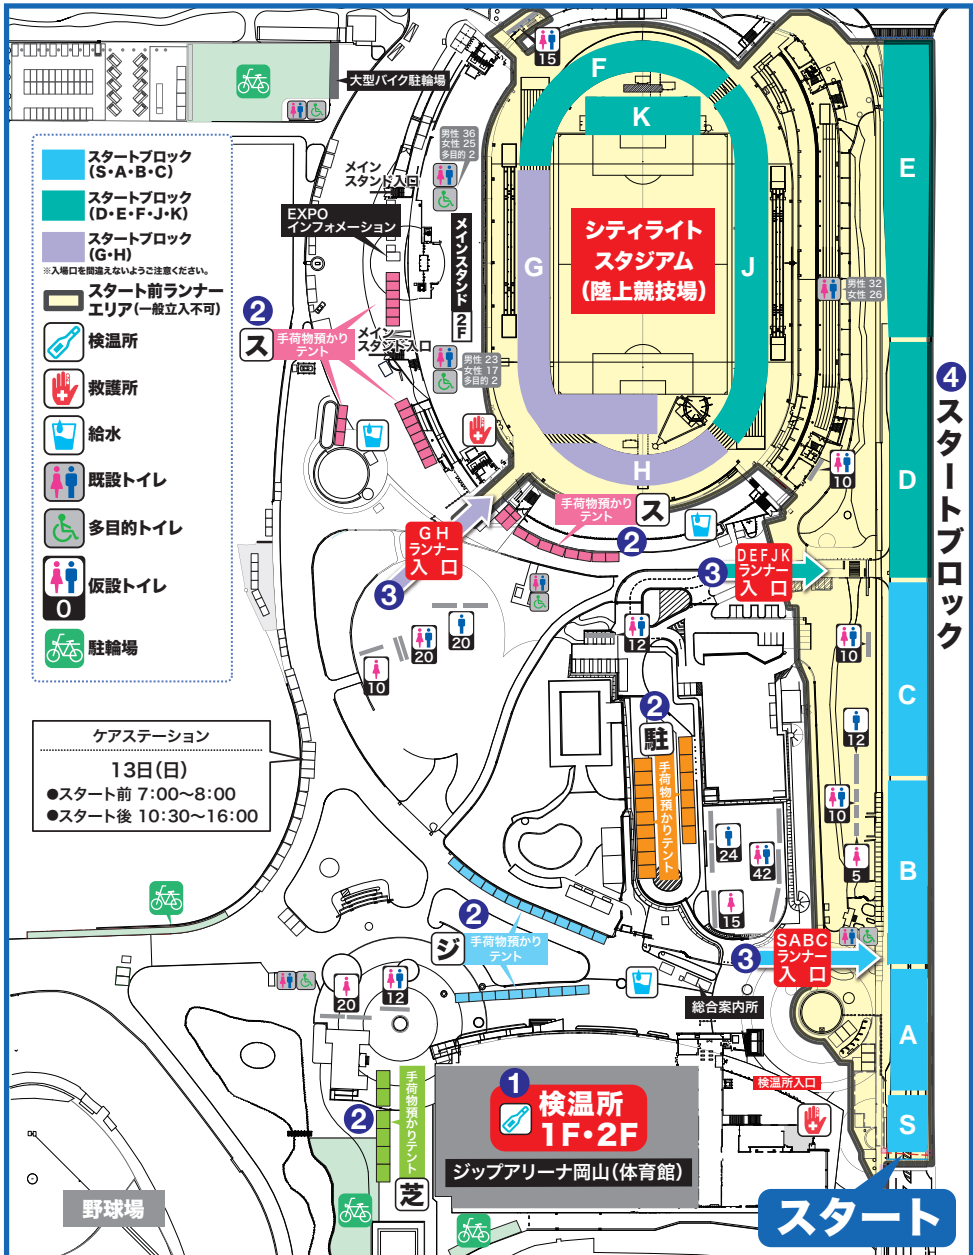 大型バイク駐輪場
スタートブロック
(S・A・B・C)
スタートブロック
(D・E・F・J・K)
スタートブロック
(G・H)
※入場口を間違えないようご注意ください。
スタート前ランナー
エリア(一般立入不可)
検温所
救護所
給水
既設トイレ
多目的トイレ
仮設トイレ
0
駐輪場
ケアステーション
13日(日)
●スタート前 7:00〜8:00
●スタート後 10:30〜16:00
15
男性 36
女性 25
多目的 2
メイン
スタンド入口
EXPO
インフォメーション
メインスタンド2F
2
ス
手荷物預かり
テント
メイン
スタンド入口
男性 23
女性 17
多目的 2
F
K
G
J
H
シティライト
スタジアム
(陸上競技場)
男性 32
女性 26
E
D
C
B
A
S
4
スタートブロック
10
手荷物預かり
テント
ス
2
GH
ランナー
入口
3
3
DEFJK
ランナー
入口
20
20
10
12
10
12
10
5
2
駐
手荷物預かりテント
24
42
15
2
ジ
手荷物預かり
テント
3
SABC
ランナー
入口
総合案内所
20
12
検温所入口
2
手荷物預かりテント
芝
1
検温所
1F・2F
ジップアリーナ岡山(体育館)
野球場
スタート